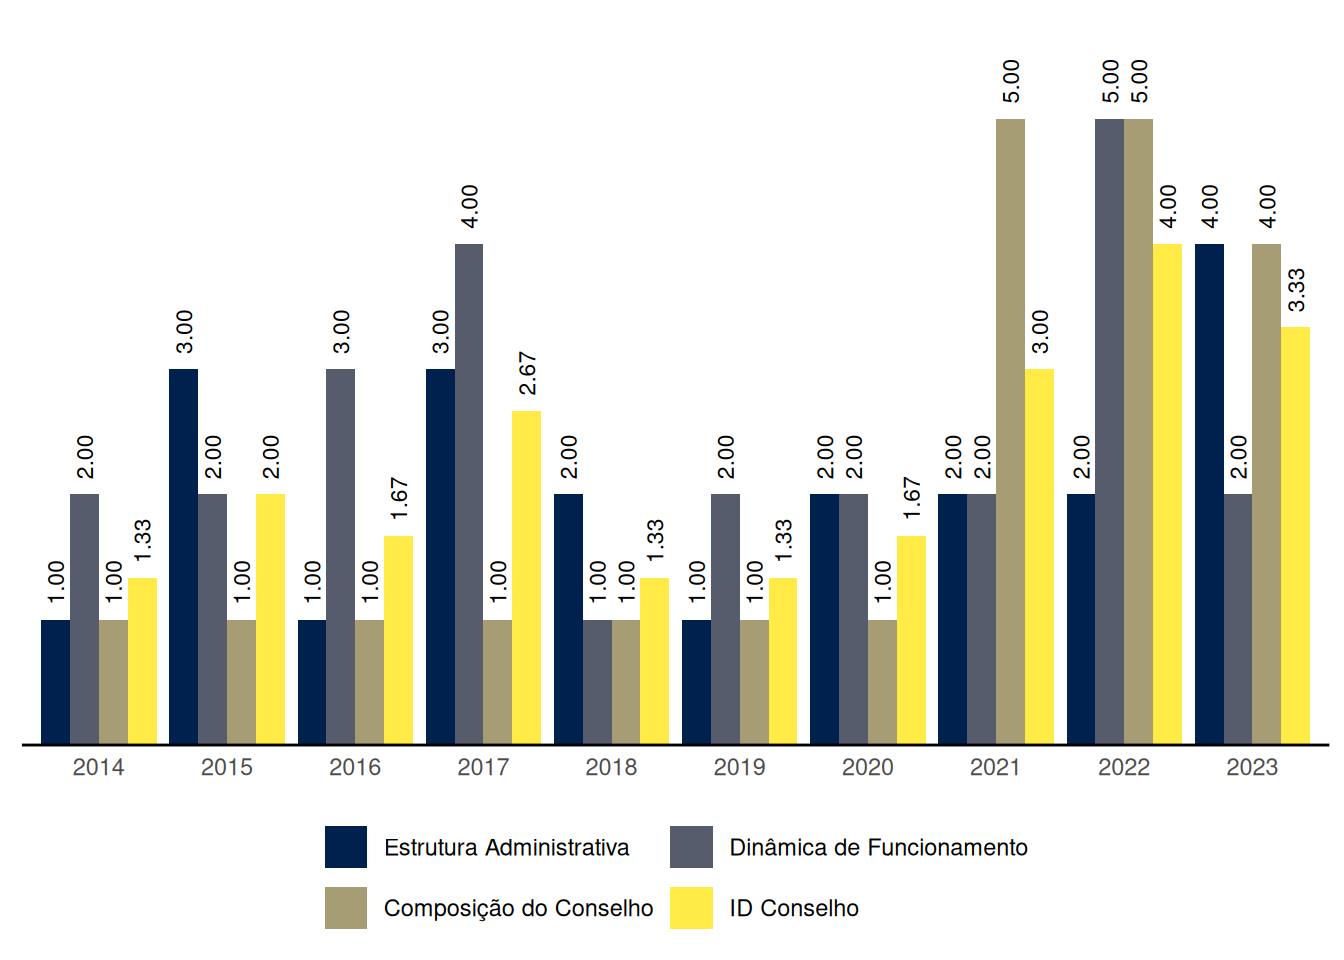 1.00 2.00 1.00 1.33 3.00 2.00 1.00 2.00 1.00 3.00 1.00 1.67 3.00 4.00 1.00 2.67 2.00 1.00 1.00 1.33 1.00 2.00 1.00 1.33 2.00 2.00 1.00 1.67 2.00 2.00 5.00 3.00 2.00 5.00 5.00 4.00 4.00 2.00 4.00 3.33
2014 2015 2016 2017 2018 2019 2020 2021 2022 2023
Estrutura Administrativa Dinâmica de Funcionamento
Composição do Conselho ID Conselho